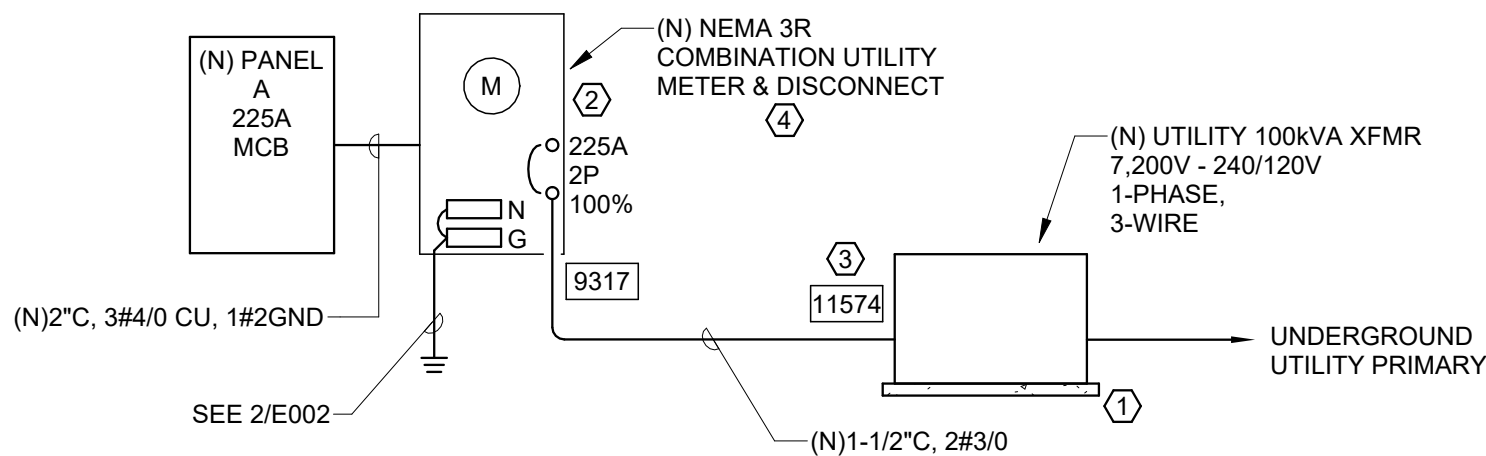 (N) PANEL
A
225A
MCB
M
(N) NEMA 3R
COMBINATION UTILITY
METER & DISCONNECT
2
4
225A
2P
100%
N
G
9317
(N)2"C, 3#4/0 CU, 1#2GND
SEE 2/E002
(N)1-1/2"C, 2#3/0
3
11574
(N) UTILITY 100kVA XFMR
7,200V - 240/120V
1-PHASE,
3-WIRE
UNDERGROUND
UTILITY PRIMARY
1